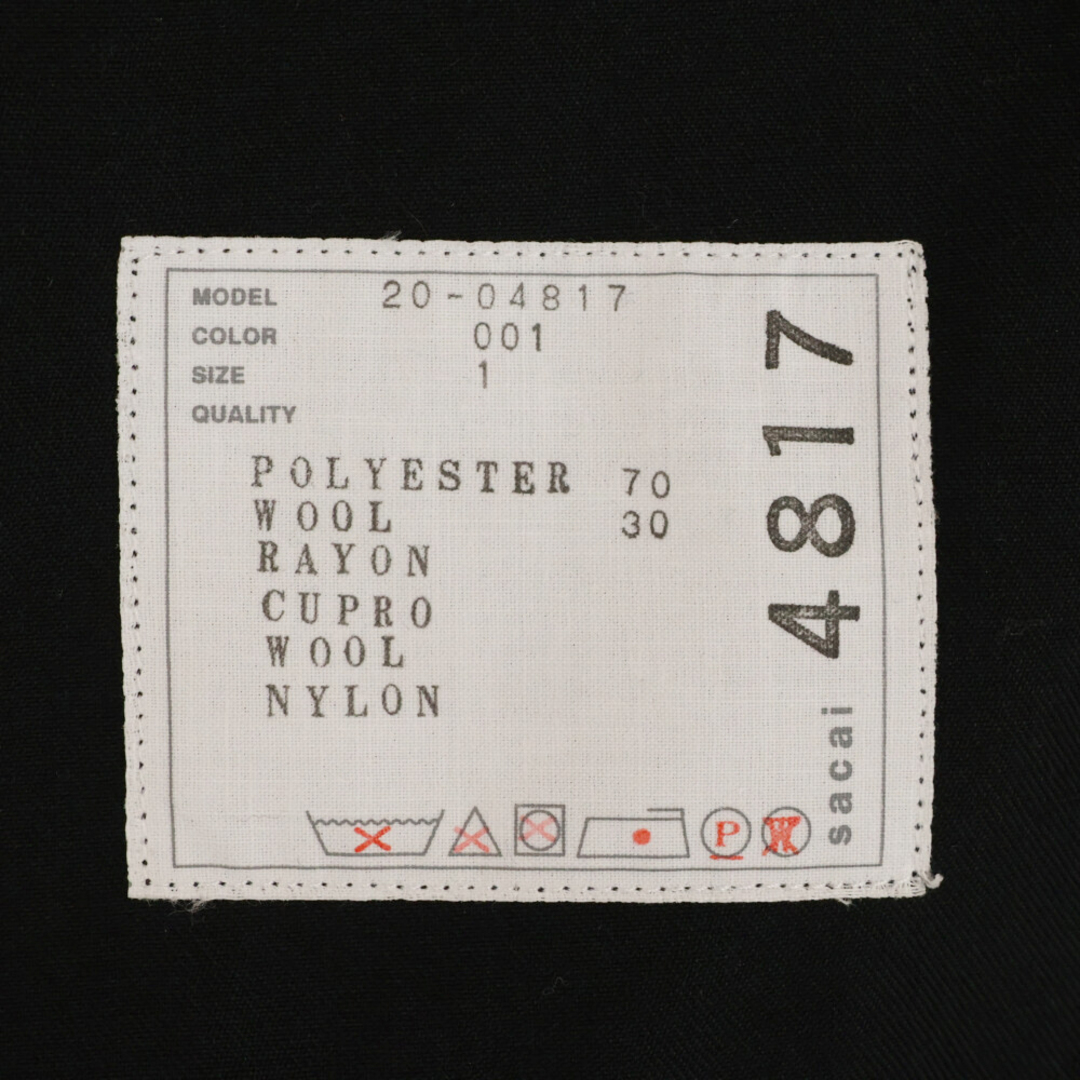 MODEL 20-04817
COLOR 001
SIZE 1
QUALITY
POLYESTER 70
WOOL 30
RAYON
CUPRO
WOOL
NYLON
P W
sacai 4817